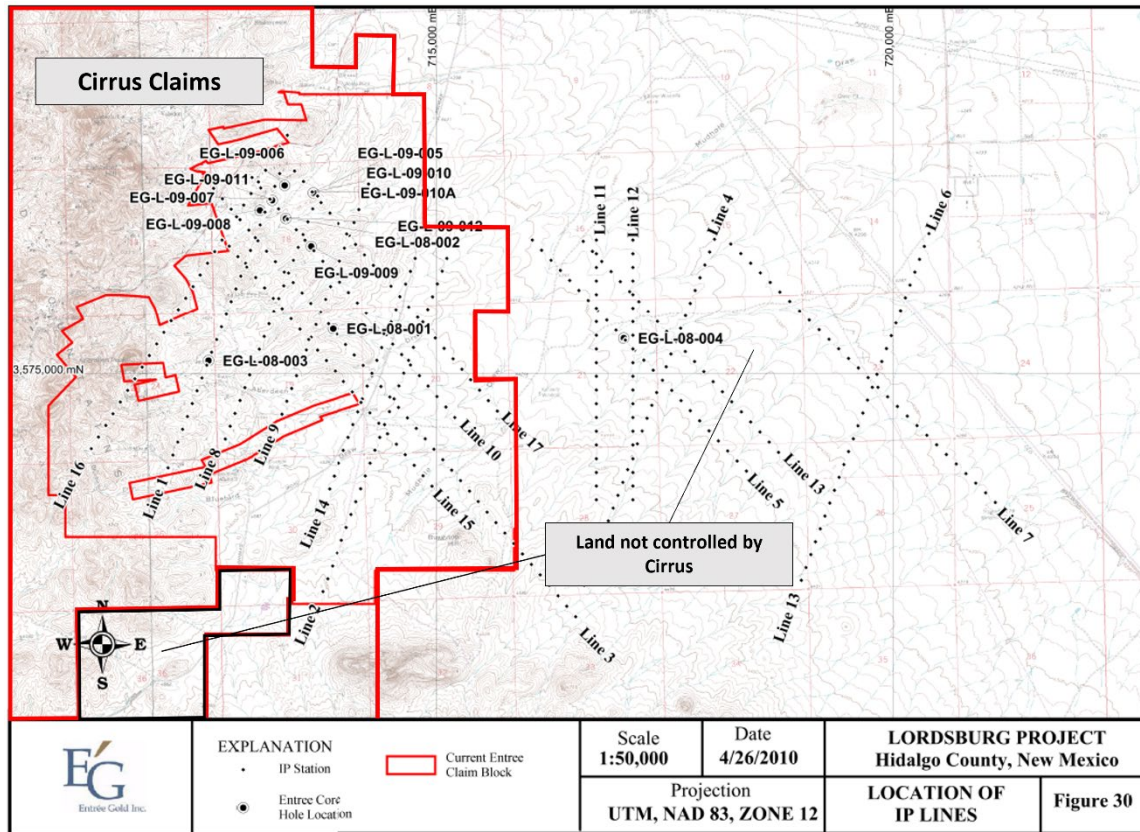 715,000 mE
720,000 mE
Cirrus Claims
EG-L-09-006
EG-L-09-005
EG-L-09-010
EG-L-09-011
EG-L-09-010A
EG-L-09-007
EG-L-09-008
EG-L-09-012
EG-L-08-002
EG-L-09-009
EG-L-08-001
EG-L-08-004
EG-L-08-003
3,575,000 mN
Line 11
Line 12
Line 4
Line 6
Line 16
Line 1
Line 8
Line 9
Line 14
Line 2
Line 15
Line 10
Line 17
Line 3
Line 5
Line 13
Line 7
Line 13
Land not controlled by
Cirrus
N
W E
S
EG
Entrée Gold Inc.
EXPLANATION
IP Station
Entree Core
Hole Location
Current Entree
Claim Block
Scale
1:50,000
Date
4/26/2010
Projection
UTM, NAD 83, ZONE 12
LORDSBURG PROJECT
Hidalgo County, New Mexico
LOCATION OF
IP LINES
Figure 30